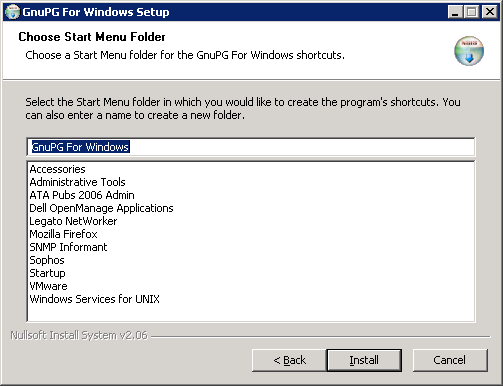 GnuPG For Windows Setup
Choose Start Menu Folder
Choose a Start Menu folder for the GnuPG For Windows shortcuts.
Select the Start Menu folder in which you would like to create the program's shortcuts. You
can also enter a name to create a new folder.
GnuPG For Windows
Accessories
Administrative Tools
ATA Pubs 2006 Admin
Dell OpenManage Applications
Legato NetWorker
Mozilla Firefox
SNMP Informant
Sophos
Startup
VMware
Windows Services for UNIX
Nullsoft Install System v2.06
< Back Install Cancel